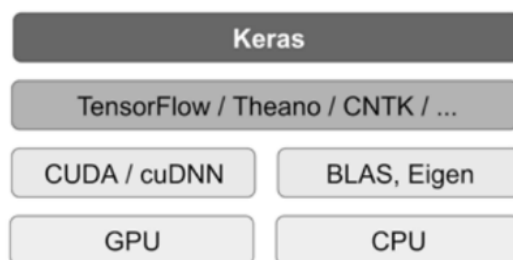 Keras
TensorFlow / Theano / CNTK / ...
CUDA / cuDNN
BLAS, Eigen
GPU
CPU